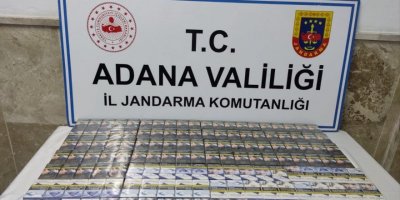 T.C.
ADANA VALİLİĞİ
İL JANDARMA KOMUTANLIĞI